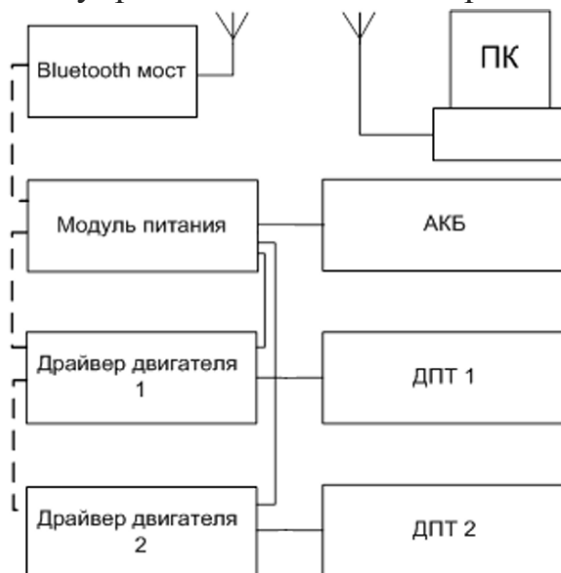 Bluetooth мост
ПК
Модуль питания
АКБ
Драйвер двигателя
1
ДПТ 1
Драйвер двигателя
2
ДПТ 2